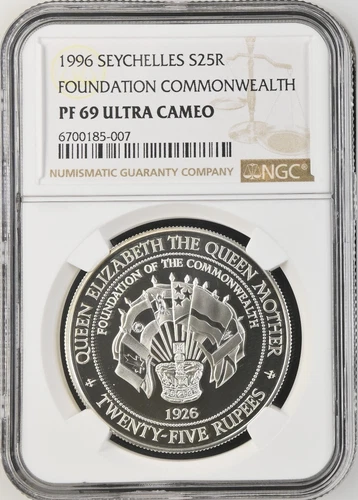 1996 SEYCHELLES S25R
FOUNDATION COMMONWEALTH
PF 69 ULTRA CAMEO
6700185-007
NUMISMATIC GUARANTY COMPANY
NGC®
QUEEN ELIZABETH THE QUEEN MOTHER
FOUNDATION OF THE COMMONWEALTH
1926
TWENTY-FIVE RUPEES